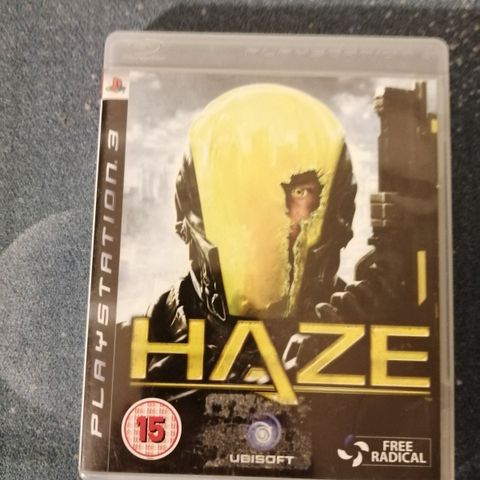 PLAYSTATION 3
HAZE
15
UBISOFT
FREE
RADICAL